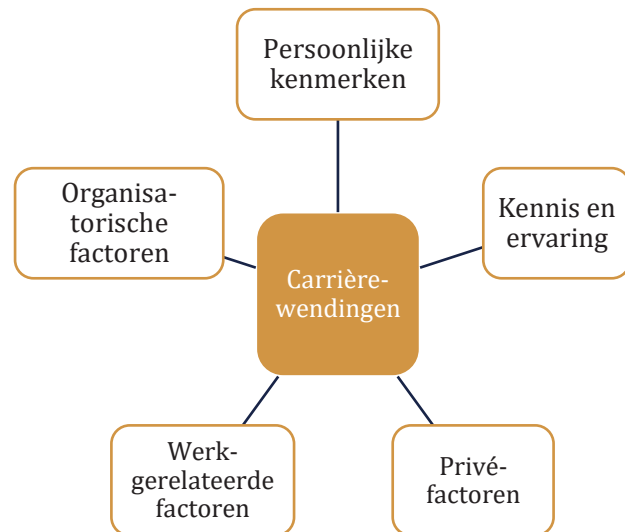 Persoonlijke
kenmerken
Organisa-
torische
factoren
Kennis en
ervaring
Carrière-
wendingen
Werk-
gerelateerde
factoren
Privé-
factoren